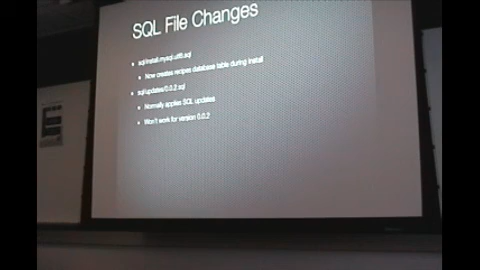 SQL File Changes
sql/install.mysql.utf8.sql
Now creates recipes database table during install
sql/updates/0.0.2.sql
Normally applies SQL updates
Won't work for version 0.0.2